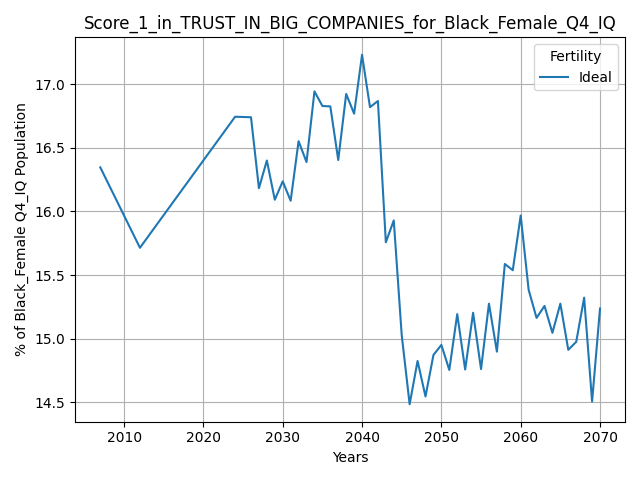 Score_1_in_TRUST_IN_BIG_COMPANIES_for_Black_Female_Q4_IQ
Fertility
Ideal
% of Black_Female Q4_IQ Population
17.0
16.5
16.0
15.5
15.0
14.5
2010 2020 2030 2040 2050 2060 2070
Years